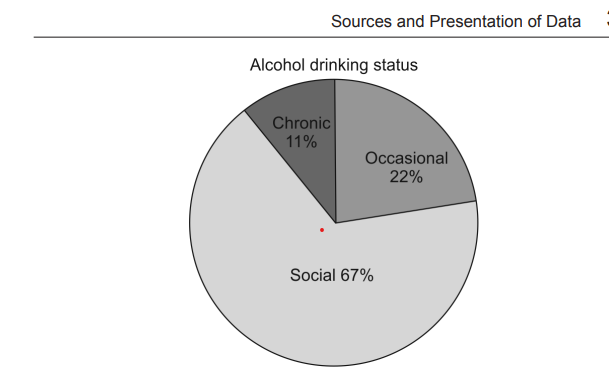 Sources and Presentation of Data
Alcohol drinking status
Chronic
11%
Occasional
22%
Social 67%